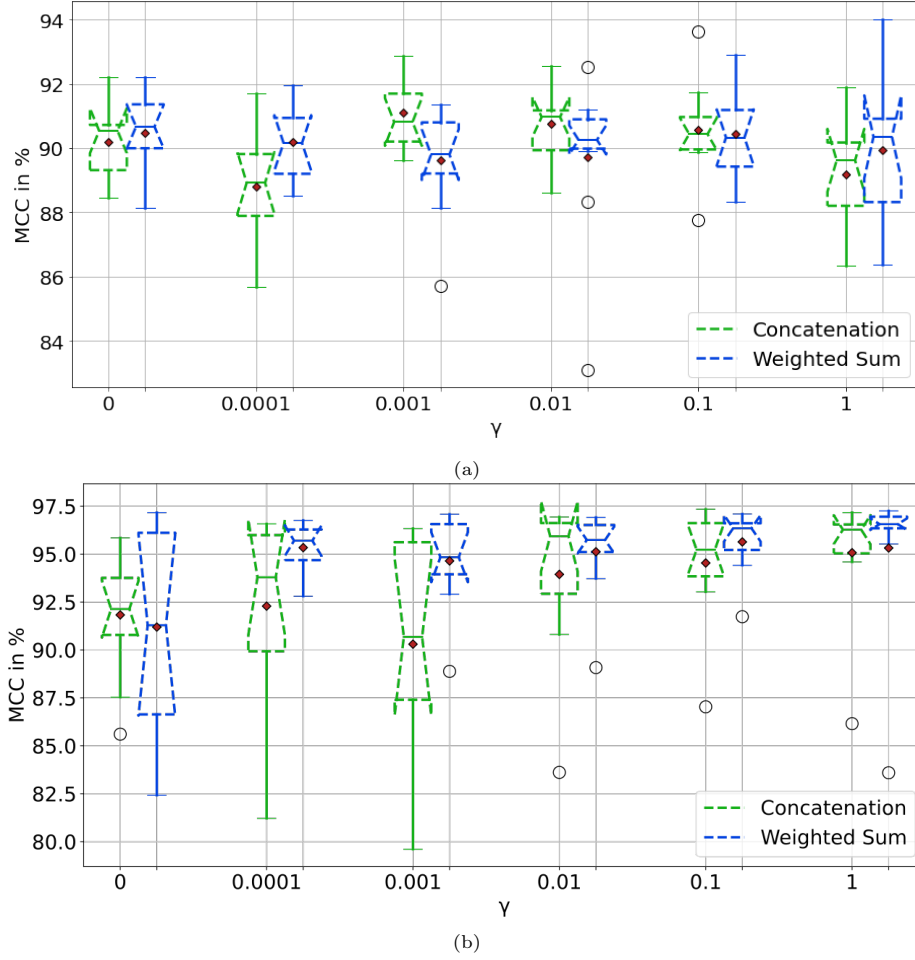 94
92
90
88
86
84
MCC in %
Concatenation
Weighted Sum
0 0.0001 0.001 0.01 0.1 1
γ
(a)
97.5
95.0
92.5
90.0
87.5
85.0
82.5
80.0
MCC in %
Concatenation
Weighted Sum
0 0.0001 0.001 0.01 0.1 1
γ
(b)